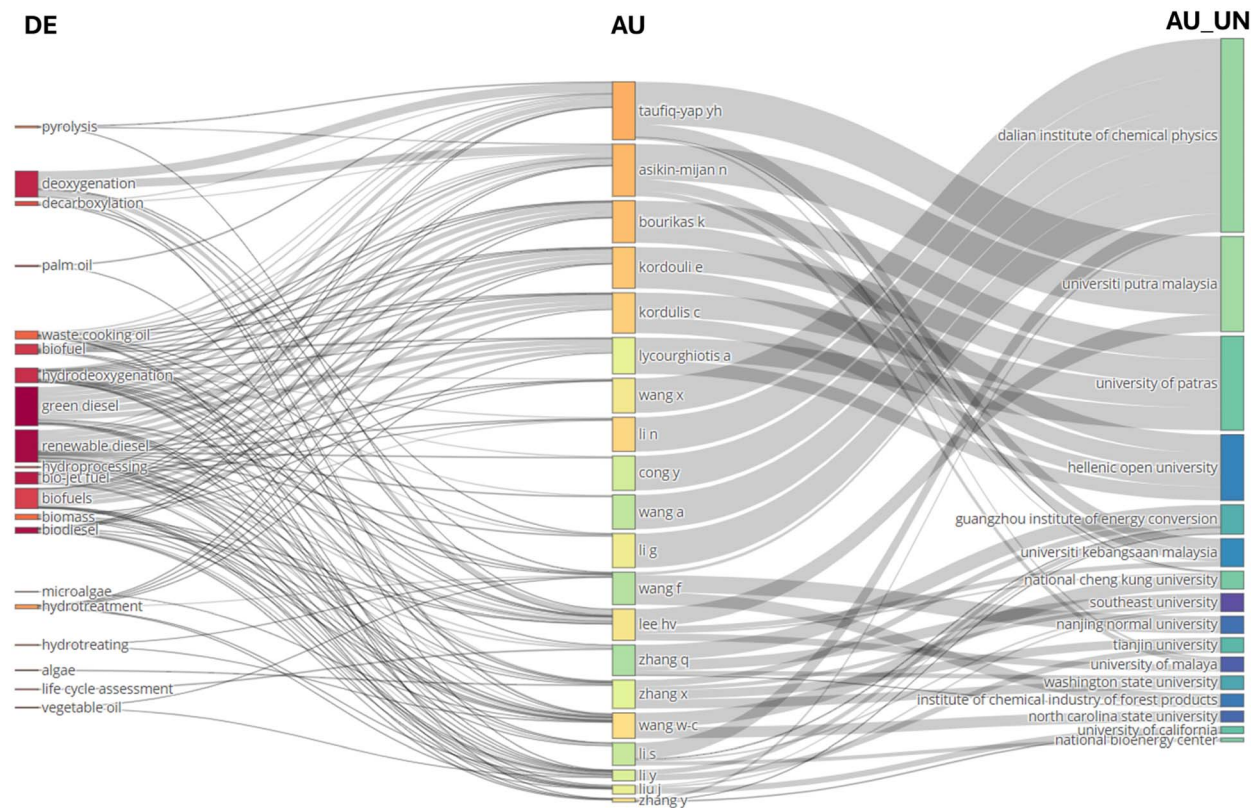 DE
AU
AU_UN
pyrolysis
deoxygenation
decarboxylation
palm oil
waste cooking oil
biofuel
hydrodeoxygenation
green diesel
renewable diesel
hydroprocessing
bio-jet fuel
biofuels
biomass
biodiesel
microalgae
hydrotreatment
hydrotreating
algae
life cycle assessment
vegetable oil
taufiq-yap yh
asikin-mijan n
bourikas k
kordouli e
kordulis c
lycourghiotis a
wang x
li n
cong y
wang a
li g
wang f
lee hv
zhang q
zhang x
wang w-c
li s
li y
liu j
zhang y
dalian institute of chemical physics
universiti putra malaysia
university of patras
hellenic open university
guangzhou institute of energy conversion
universiti kebangsaan malaysia
national cheng kung university
southeast university
nanjing normal university
tianjin university
university of malaya
washington state university
institute of chemical industry of forest products
north carolina state university
university of california
national bioenergy center